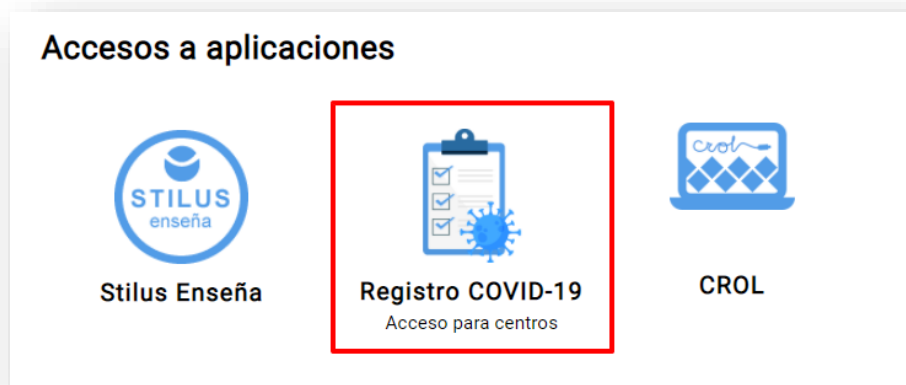 Accesos a aplicaciones
STILUS
enseña
Stilus Enseña
Registro COVID-19
Acceso para centros
crol
CROL